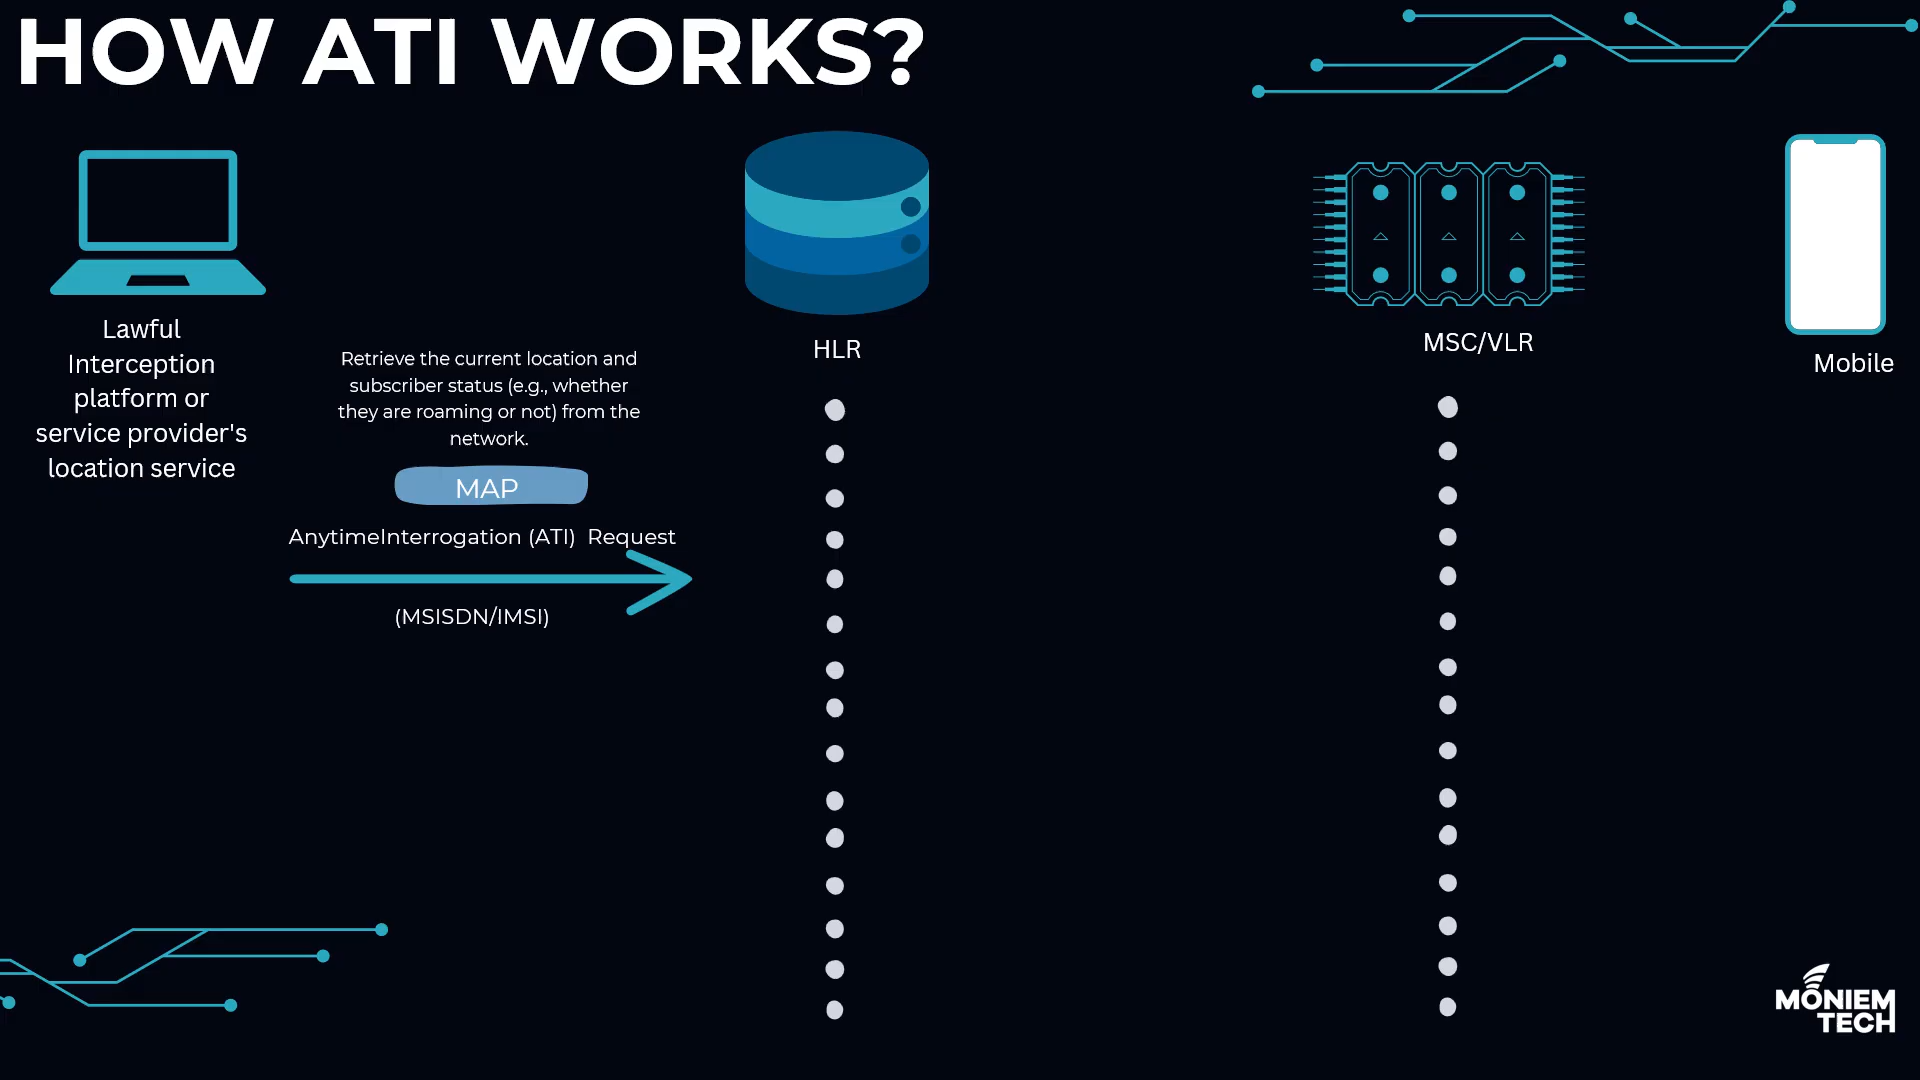 HOW ATI WORKS?
Lawful
Interception
platform or
service provider's
location service
Retrieve the current location and
subscriber status (e.g., whether
they are roaming or not) from the
network.
MAP
AnytimeInterrogation (ATI) Request
(MSISDN/IMSI)
HLR
MSC/VLR
Mobile
MONIEM
TECH